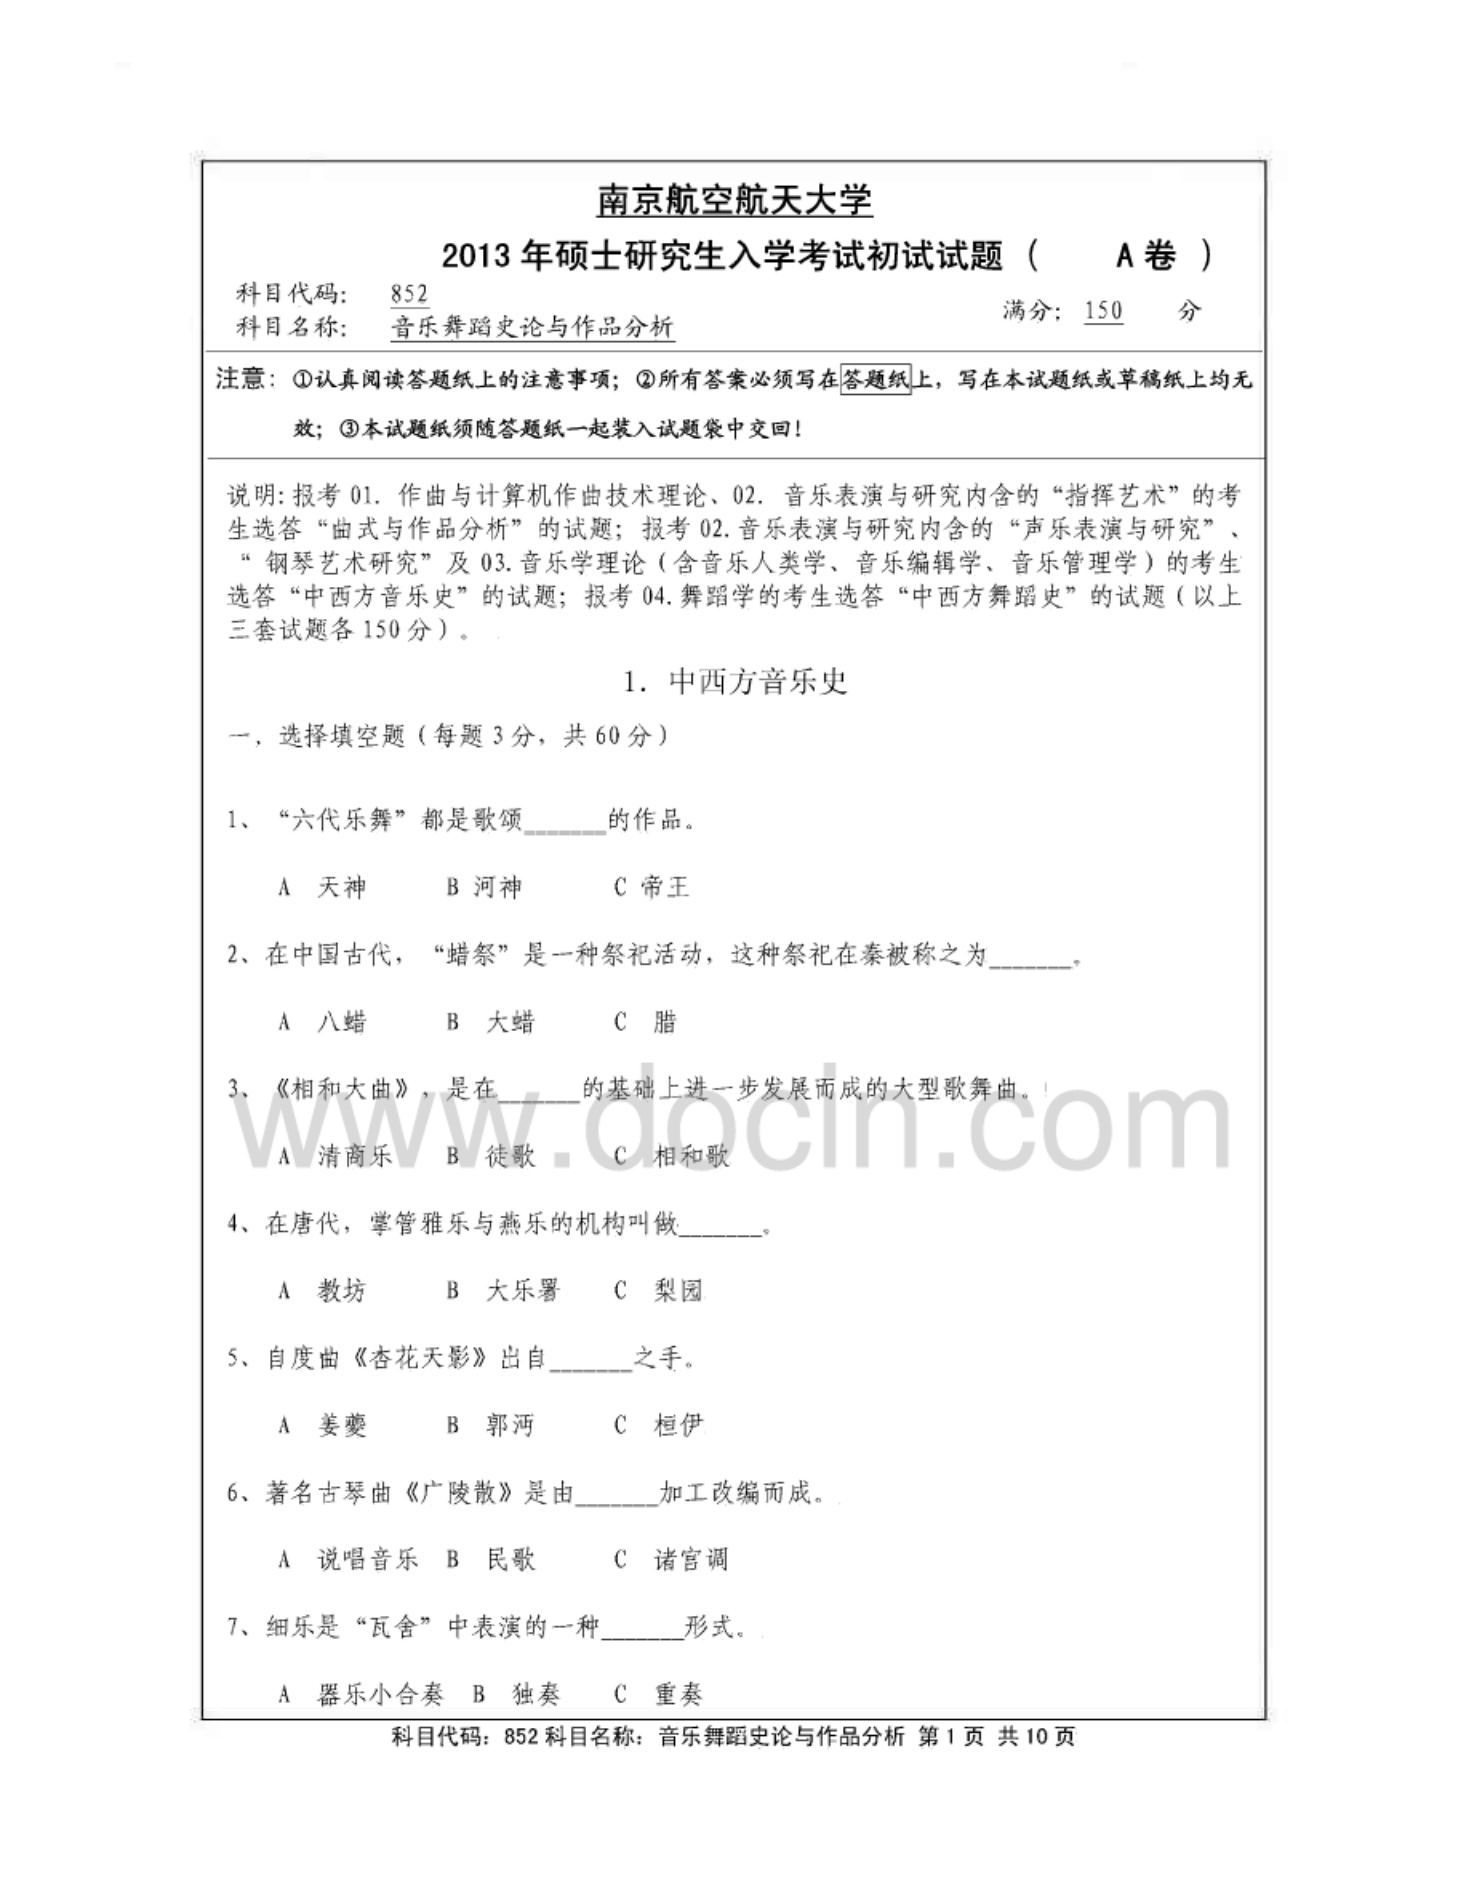 南京航空航天大学
2013 年硕士研究生入学考试初试试题 ( A 卷 )
科目代码: 852
满分: 150 分
科目名称: 音乐舞蹈史论与作品分析
注意: ①认真阅读答题纸上的注意事项; ②所有答案必须写在答题纸上, 写在本试题纸或草稿纸上均无
效; ③本试题纸须随答题纸一起装入试题袋中交回!
说明: 报考 01. 作曲与计算机作曲技术理论、02. 音乐表演与研究内含的“指挥艺术”的考
生选答“曲式与作品分析”的试题; 报考 02. 音乐表演与研究内含的“声乐表演与研究”、
“ 钢琴艺术研究”及 03. 音乐学理论 (含音乐人类学、音乐编辑学、音乐管理学) 的考生
选答“中西方音乐史”的试题; 报考 04. 舞蹈学的考生选答“中西方舞蹈史”的试题 (以上
三套试题各 150 分)。
1. 中西方音乐史
一. 选择填空题 (每题 3 分, 共 60 分)
1、“六代乐舞”都是歌颂_______的作品。
A 天神 B 河神 C 帝王
2、在中国古代, “蜡祭”是一种祭祀活动, 这种祭祀在秦被称之为_______。
A 八蜡 B 大蜡 C 腊
3、《相和大曲》, 是在_______的基础上进一步发展而成的大型歌舞曲。
www.docin.com
A 清商乐 B 徒歌 C 相和歌
4、在唐代, 掌管雅乐与燕乐的机构叫做_______。
A 教坊 B 大乐署 C 梨园
5、自度曲《杏花天影》出自_______之手。
A 姜夔 B 郭沔 C 桓伊
6、著名古琴曲《广陵散》是由_______加工改编而成。
A 说唱音乐 B 民歌 C 诸宫调
7、细乐是“瓦舍”中表演的一种_______形式。
A 器乐小合奏 B 独奏 C 重奏
科目代码: 852 科目名称: 音乐舞蹈史论与作品分析 第 1 页 共 10 页